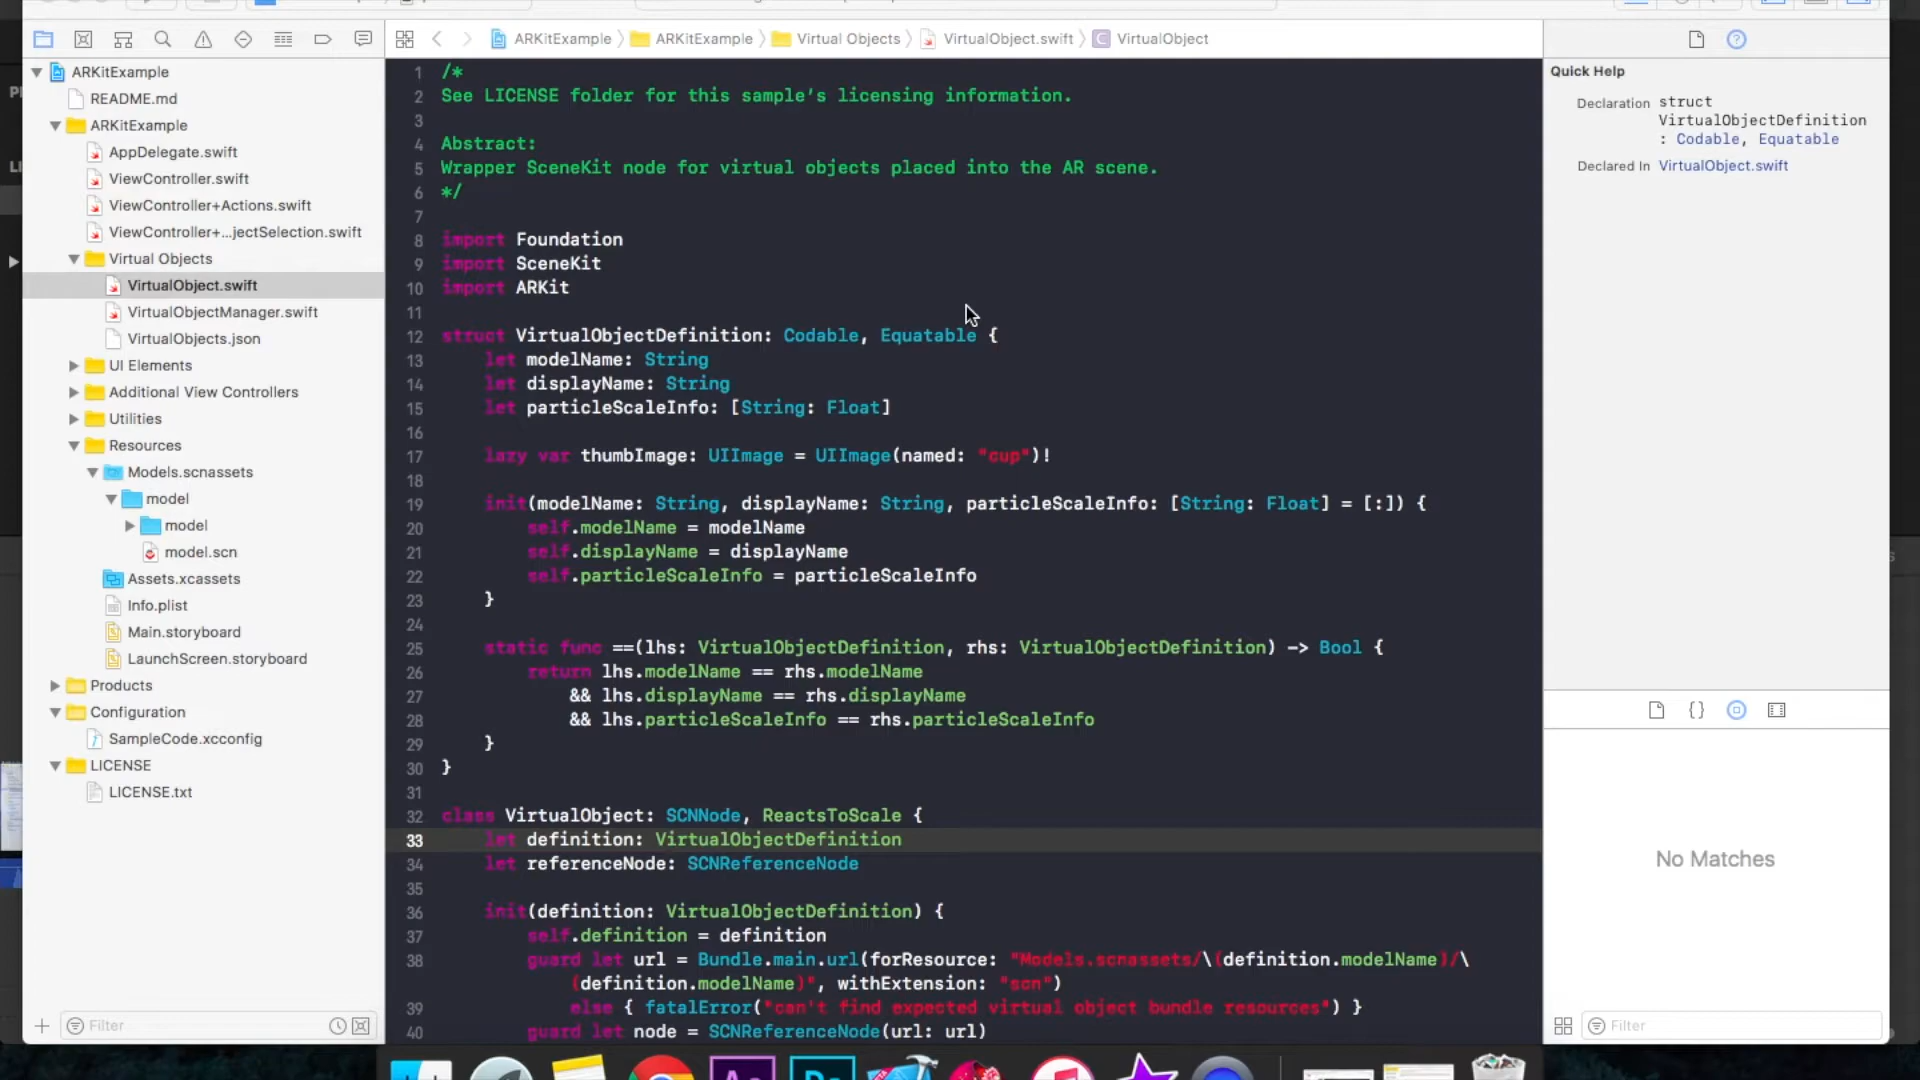 ARKitExample
ARKitExample
Virtual Objects
VirtualObject.swift
VirtualObject
ARKitExample
README.md
ARKitExample
AppDelegate.swift
ViewController.swift
ViewController+Actions.swift
ViewController+...jectSelection.swift
Virtual Objects
VirtualObject.swift
VirtualObjectManager.swift
VirtualObjects.json
UI Elements
Additional View Controllers
Utilities
Resources
Models.scnassets
model
model
model.scn
Assets.xcassets
Info.plist
Main.storyboard
LaunchScreen.storyboard
Products
Configuration
SampleCode.xcconfig
LICENSE
LICENSE.txt
Filter
1 /*
2 See LICENSE folder for this sample’s licensing information.
3
4 Abstract:
5 Wrapper SceneKit node for virtual objects placed into the AR scene.
6 */
7
8 import Foundation
9 import SceneKit
10 import ARKit
11
12 struct VirtualObjectDefinition: Codable, Equatable {
13 let modelName: String
14 let displayName: String
15 let particleScaleInfo: [String: Float]
16
17 lazy var thumbImage: UIImage = UIImage(named: "cup")!
18
19 init(modelName: String, displayName: String, particleScaleInfo: [String: Float] = [:]) {
20 self.modelName = modelName
21 self.displayName = displayName
22 self.particleScaleInfo = particleScaleInfo
23 }
24
25 static func ==(lhs: VirtualObjectDefinition, rhs: VirtualObjectDefinition) -> Bool {
26 return lhs.modelName == rhs.modelName
27 && lhs.displayName == rhs.displayName
28 && lhs.particleScaleInfo == rhs.particleScaleInfo
29 }
30 }
31
32 class VirtualObject: SCNNode, ReactsToScale {
33 let definition: VirtualObjectDefinition
34 let referenceNode: SCNReferenceNode
35
36 init(definition: VirtualObjectDefinition) {
37 self.definition = definition
38 guard let url = Bundle.main.url(forResource: "Models.scnassets/\(definition.modelName)/\
(definition.modelName)", withExtension: "scn")
39 else { fatalError("can't find expected virtual object bundle resources") }
40 guard let node = SCNReferenceNode(url: url)
Quick Help
Declaration struct
VirtualObjectDefinition
: Codable, Equatable
Declared In VirtualObject.swift
No Matches
Filter